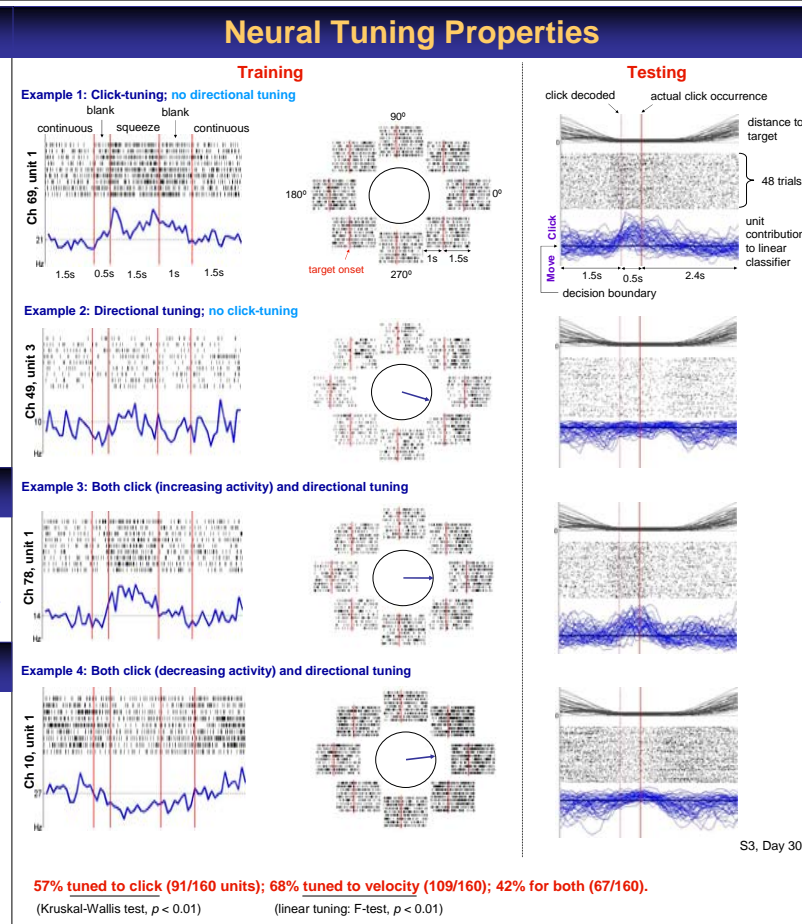 Neural Tuning Properties
Training
Testing
Example 1: Click-tuning; no directional tuning
continuous
blank
squeeze
blank
continuous
Ch 69, unit 1
21
Hz
1.5s
0.5s
1.5s
1s
1.5s
90º
180º
0º
270º
target onset
1s
1.5s
click decoded
actual click occurrence
distance to
target
0
48 trials
unit
contribution
to linear
classifier
Click
Move
1.5s
0.5s
2.4s
decision boundary
Example 2: Directional tuning; no click-tuning
Ch 49, unit 3
10
Hz
0
Example 3: Both click (increasing activity) and directional tuning
Ch 78, unit 1
14
Hz
0
Example 4: Both click (decreasing activity) and directional tuning
Ch 10, unit 1
27
Hz
0
S3, Day 30
57% tuned to click (91/160 units); 68% tuned to velocity (109/160); 42% for both (67/160).
(Kruskal-Wallis test, p < 0.01)
(linear tuning: F-test, p < 0.01)